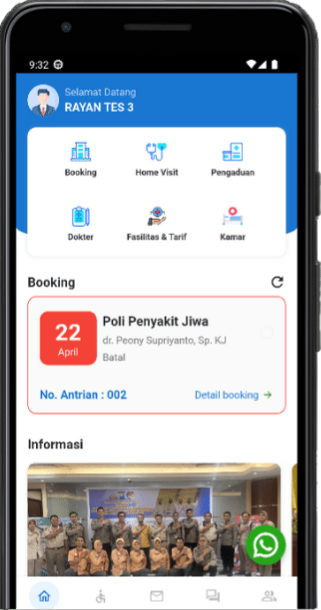 9:32
Selamat Datang
RAYAN TES 3
Booking
Home Visit
Pengaduan
Dokter
Fasilitas & Tarif
Kamar
Booking
22
April
Poli Penyakit Jiwa
dr. Peony Supriyanto, Sp. KJ
Batal
No. Antrian : 002
Detail booking →
Informasi